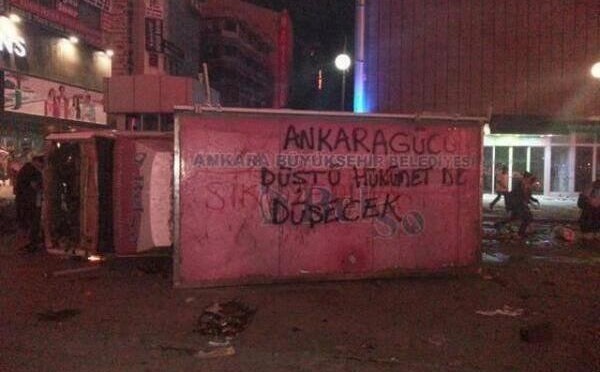 ANKARAGÜCÜ
ANKARA BÜYÜKŞEHİR BELEDİYESİ
DÜŞTÜ HÜKÜMET DE
DÜŞECEK